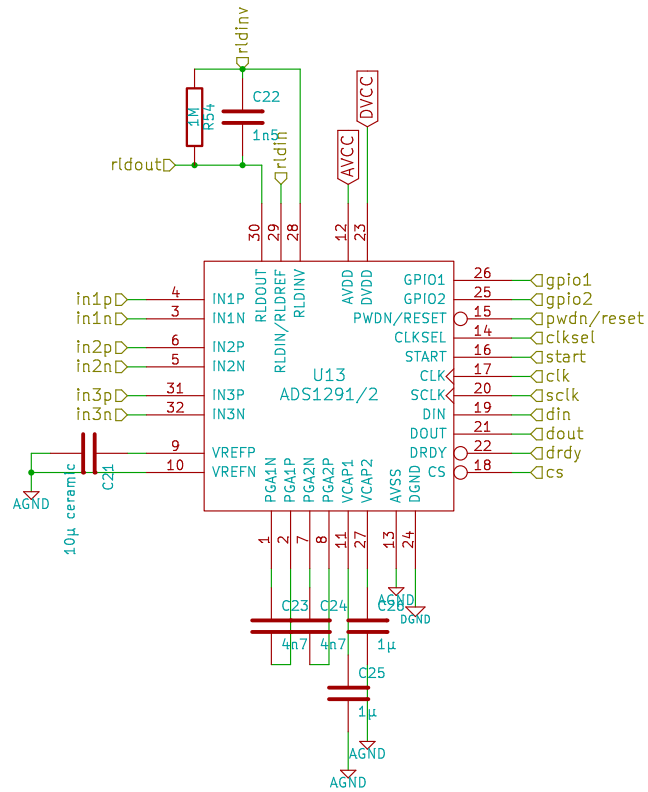 rldinv
DVCC
C22
1M
R54
1n5
rldin
AVCC
rldout
30
29
28
12
23
RLDOUT
RLDIN/RLDREF
RLDINV
AVDD
DVDD
in1p
4
IN1P
in1n
3
IN1N
in2p
6
IN2P
in2n
5
IN2N
in3p
31
IN3P
in3n
32
IN3N
9
VREFP
10
VREFN
C21
10µ ceramic
AGND
U13
ADS1291/2
GPIO1
26
gpio1
GPIO2
25
gpio2
PWDN/RESET
15
pwdn/reset
CLKSEL
14
clksel
START
16
start
CLK
17
clk
SCLK
20
sclk
DIN
19
din
DOUT
21
dout
DRDY
22
drdy
CS
18
cs
PGA1N
PGA1P
PGA2N
PGA2P
VCAP1
VCAP2
AVSS
DGND
1
2
7
8
11
27
13
24
AGND
DGND
C23
4n7
C24
4n7
C26
1µ
C25
1µ
AGND
AGND